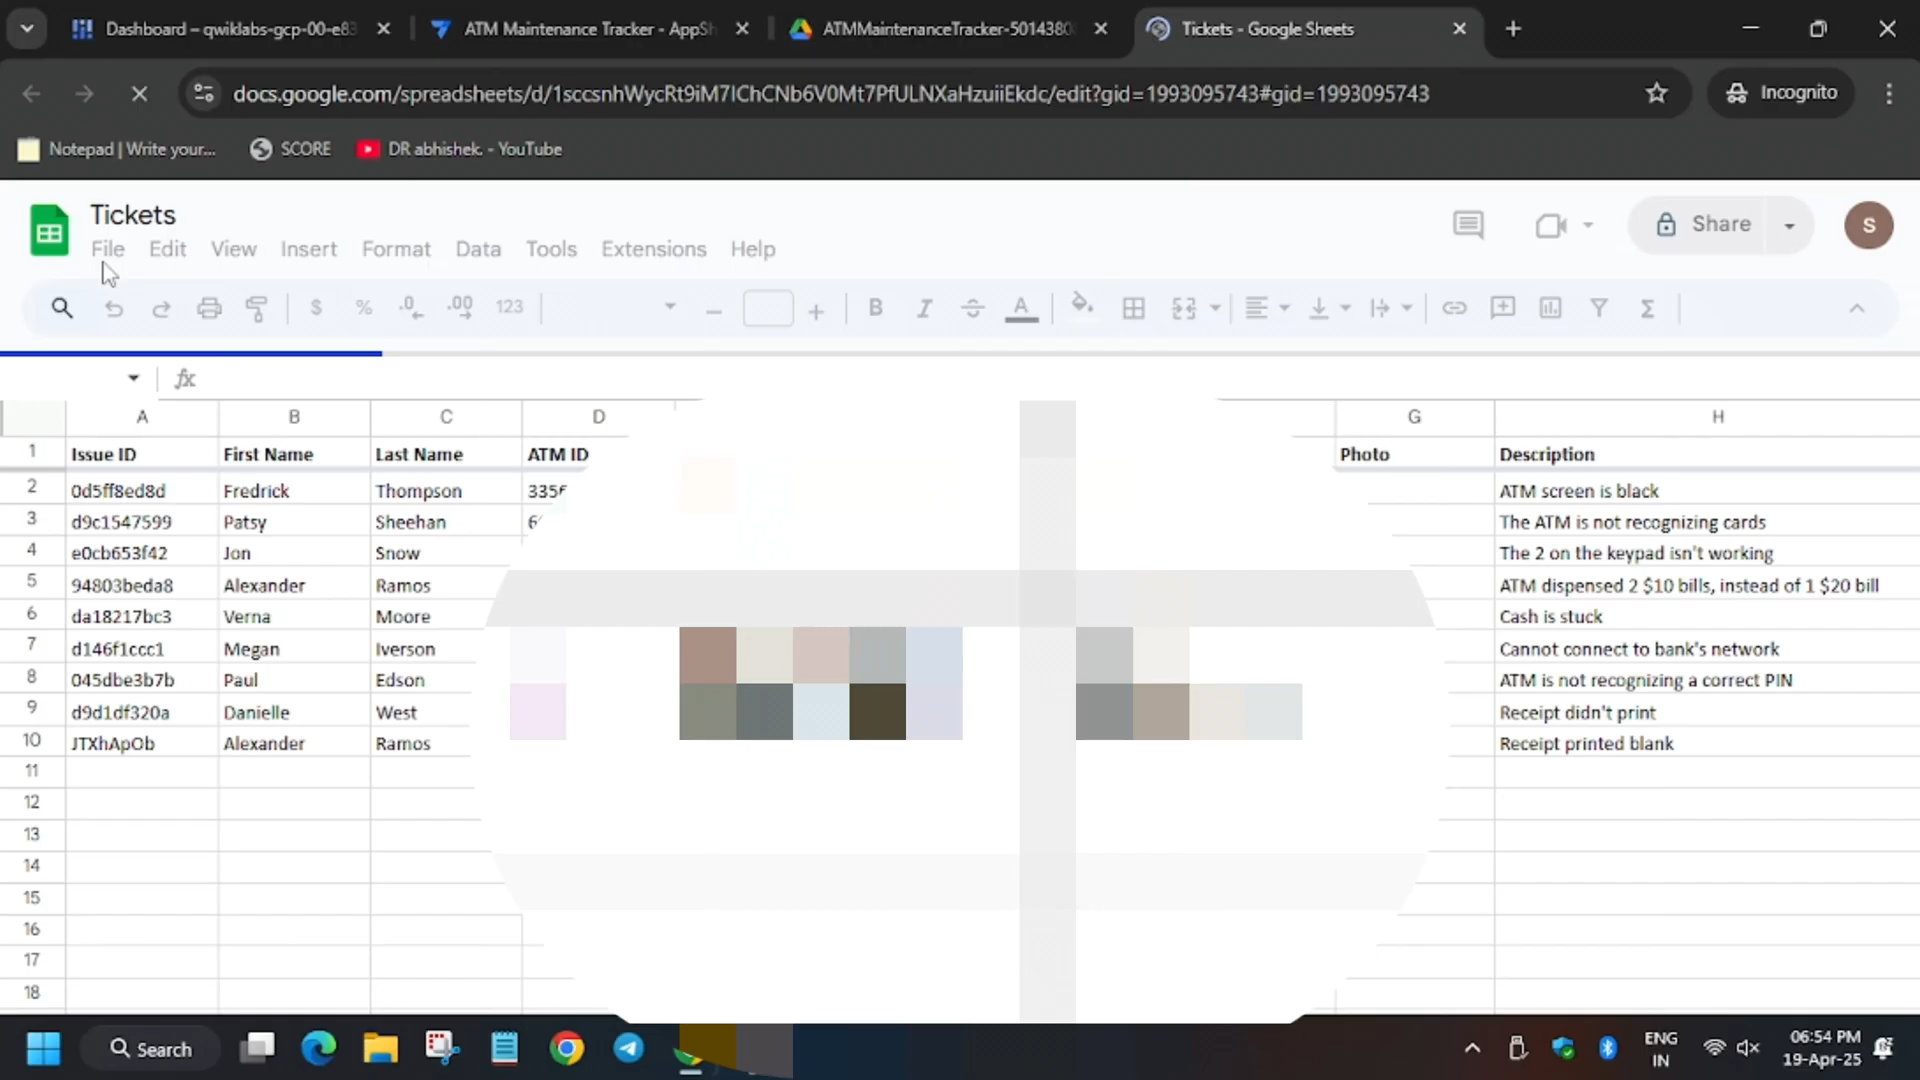 Dashboard – qwiklabs-gcp-00-e83
ATM Maintenance Tracker - AppSh
ATMMaintenanceTracker-5014380
Tickets - Google Sheets
docs.google.com/spreadsheets/d/1sccsnhWycRt9iM7IChCNb6V0Mt7PfULNXaHzuiiEkdc/edit?gid=1993095743#gid=1993095743
Incognito
Notepad | Write your...
SCORE
DR abhishek. - YouTube
Tickets
File Edit View Insert Format Data Tools Extensions Help
Share
S
$ % .0 .00 123
B I A
fx
A B C D G H
1 Issue ID First Name Last Name ATM ID Photo Description
2 0d5ff8ed8d Fredrick Thompson ATM screen is black
3 d9c1547599 Patsy Sheehan The ATM is not recognizing cards
4 e0cb653f42 Jon Snow The 2 on the keypad isn't working
5 94803beda8 Alexander Ramos ATM dispensed 2 $10 bills, instead of 1 $20 bill
6 da18217bc3 Verna Moore Cash is stuck
7 d146f1ccc1 Megan Iverson Cannot connect to bank's network
8 045dbe3b7b Paul Edson ATM is not recognizing a correct PIN
9 d9d1df320a Danielle West Receipt didn't print
10 JTXhApOb Alexander Ramos Receipt printed blank
11
12
13
14
15
16
17
18
Search
ENG
IN
06:54 PM
19-Apr-25